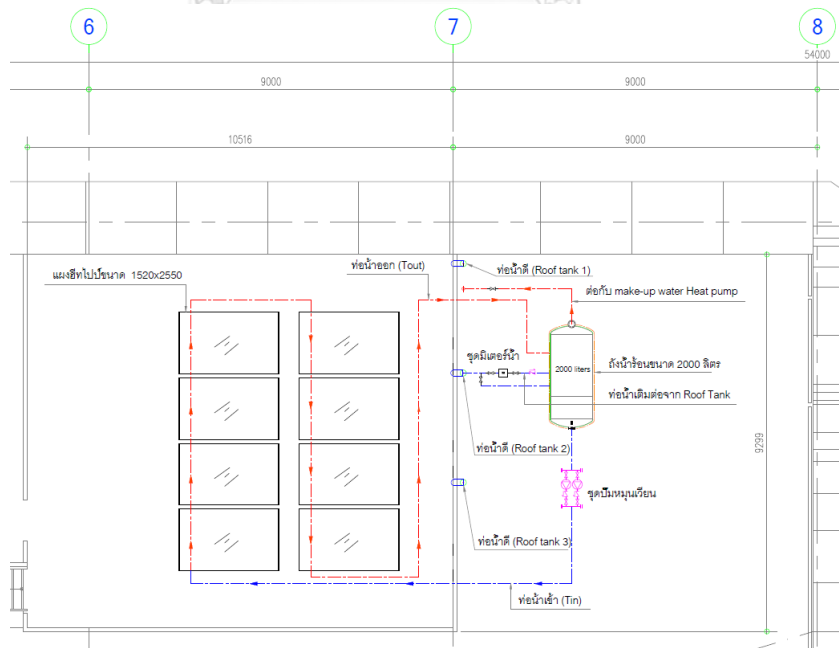 6
7
8
54000
9000
9000
10516
9000
แผงฮีทไปป์ขนาด 1520x2550
ท่อน้ำออก (Tout)
ท่อน้ำดี (Roof tank 1)
ต่อกับ make-up water Heat pump
ชุดมิเตอร์น้ำ
2000 liters
ถังน้ำร้อนขนาด 2000 ลิตร
ท่อน้ำเติมต่อจาก Roof Tank
ท่อน้ำดี (Roof tank 2)
9299
ชุดปั๊มหมุนเวียน
ท่อน้ำดี (Roof tank 3)
ท่อน้ำเข้า (Tin)